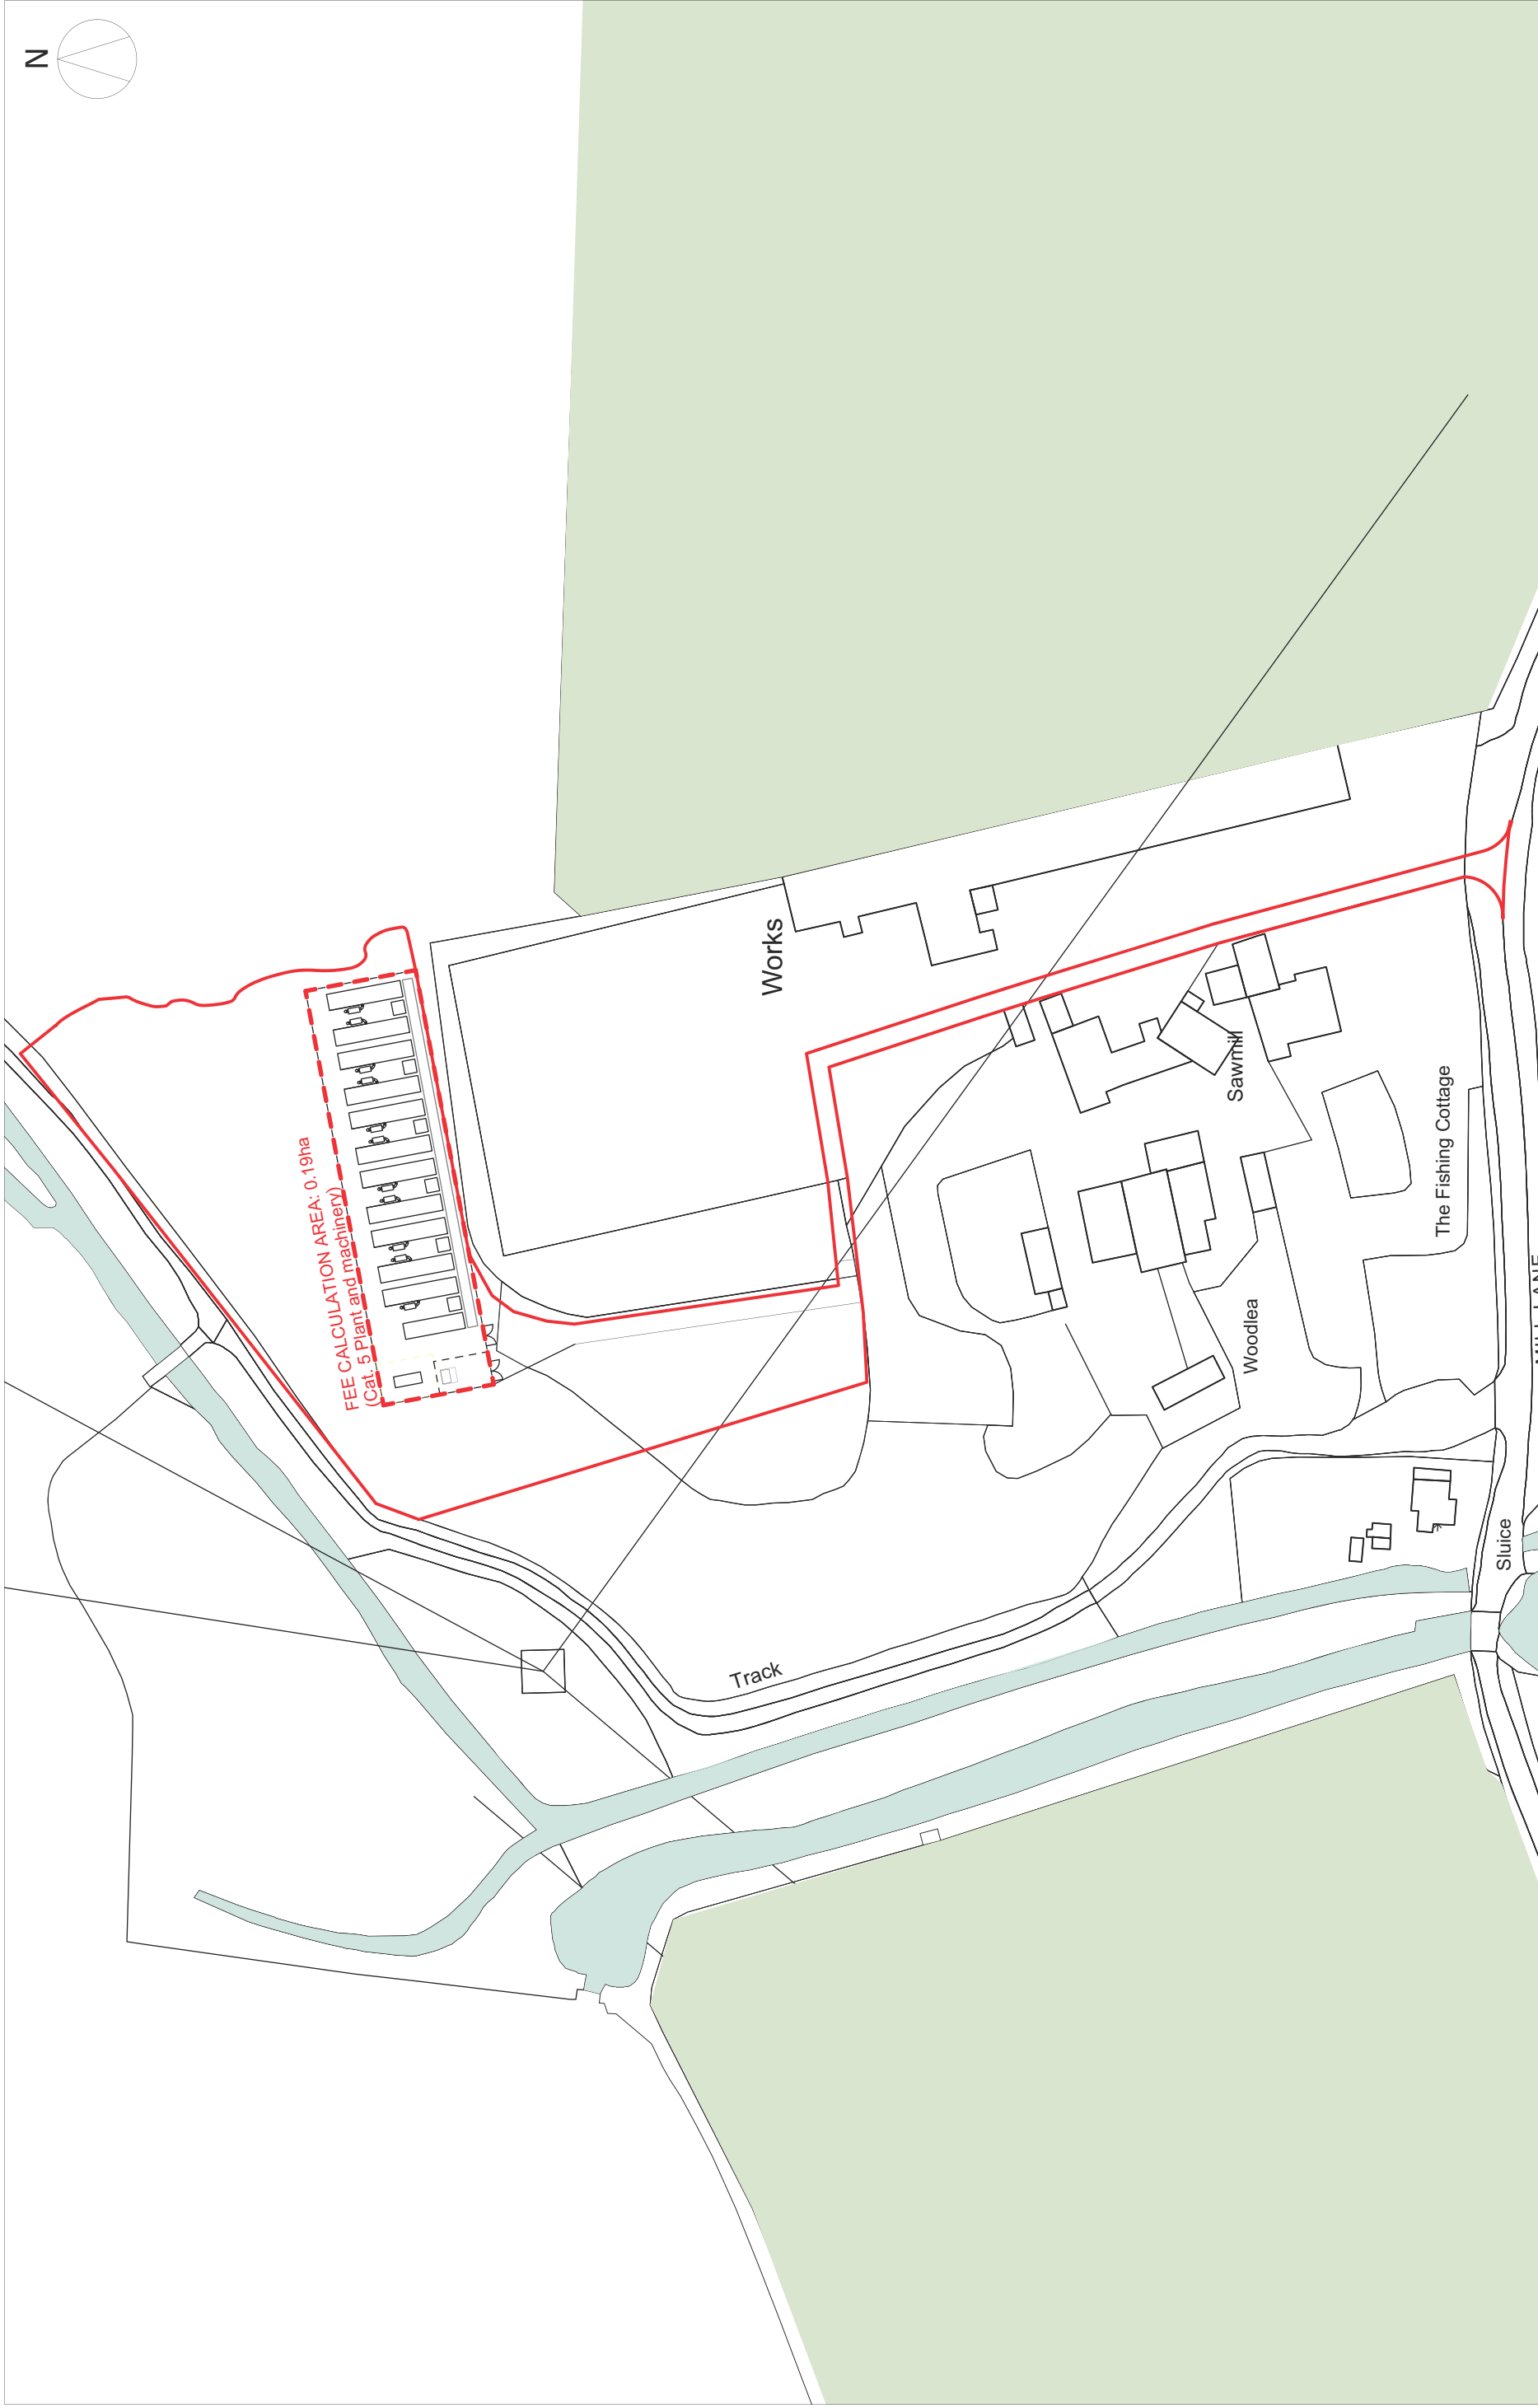 N
FEE CALCULATION AREA: 0.19ha
(Cat. 5 Plant and machinery)
Works
Sawmill
The Fishing Cottage
Woodlea
Track
Sluice